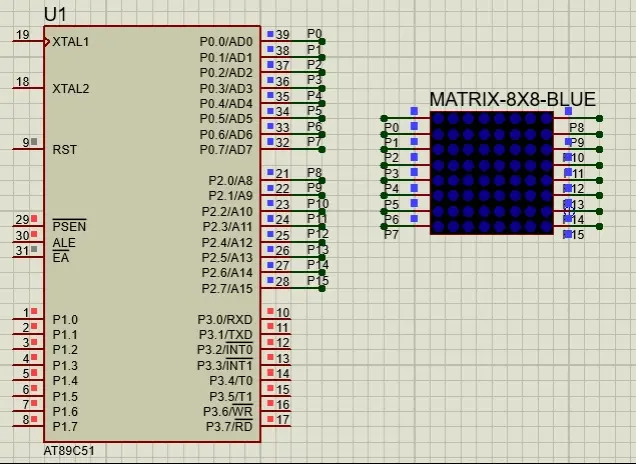 U1
19 XTAL1 P0.0/AD0 39 P0
P0.1/AD1 38 P1
P0.2/AD2 37 P2
18 XTAL2 P0.3/AD3 36 P3
P0.4/AD4 35 P4
P0.5/AD5 34 P5
P0.6/AD6 33 P6
9 RST P0.7/AD7 32 P7
P2.0/A8 21 P8
P2.1/A9 22 P9
P2.2/A10 23 P10
29 PSEN P2.3/A11 24 P11
30 ALE P2.4/A12 25 P12
31 EA P2.5/A13 26 P13
P2.6/A14 27 P14
P2.7/A15 28 P15
1 P1.0 P3.0/RXD 10
2 P1.1 P3.1/TXD 11
3 P1.2 P3.2/INT0 12
4 P1.3 P3.3/INT1 13
5 P1.4 P3.4/T0 14
6 P1.5 P3.5/T1 15
7 P1.6 P3.6/WR 16
8 P1.7 P3.7/RD 17
AT89C51
MATRIX-8X8-BLUE
P0 P8
P1 P9
P2 P10
P3 P11
P4 P12
P5 P13
P6 P14
P7 P15